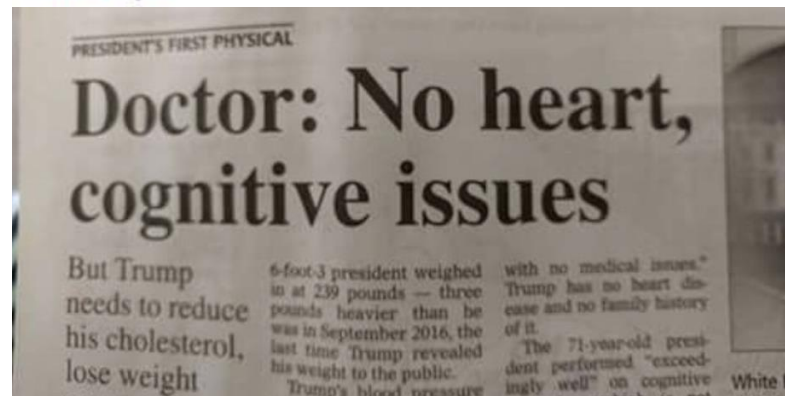 PRESIDENT'S FIRST PHYSICAL
Doctor: No heart,
cognitive issues
But Trump
needs to reduce
his cholesterol,
lose weight
6-foot-3 president weighed
in at 239 pounds — three
pounds heavier than he
was in September 2016, the
last time Trump revealed
his weight to the public.
Trump's blood pressure
with no medical issues."
Trump has no heart dis-
ease and no family history
of it.
The 71-year-old presi-
dent performed "exceed-
ingly well" on cognitive
White